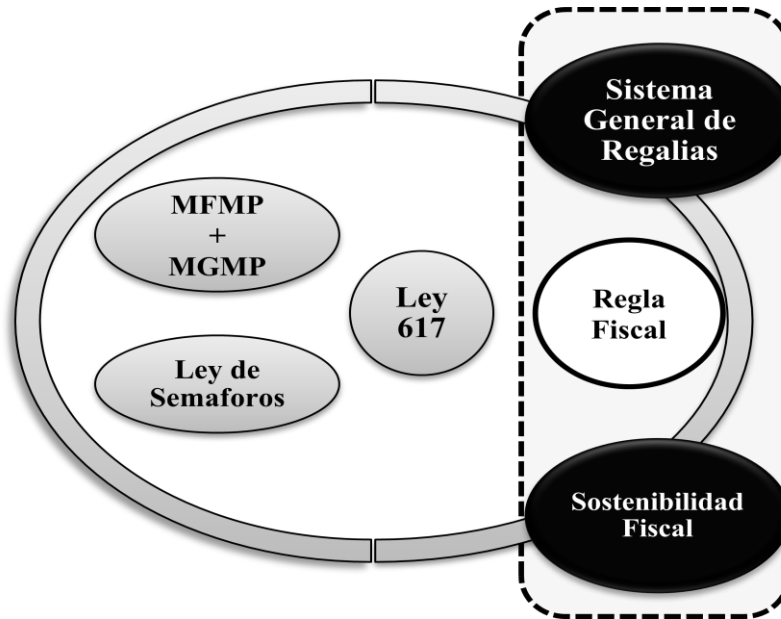 Sistema
General de
Regalias
MFMP
+
MGMP
Ley
617
Regla
Fiscal
Ley de
Semaforos
Sostenibilidad
Fiscal